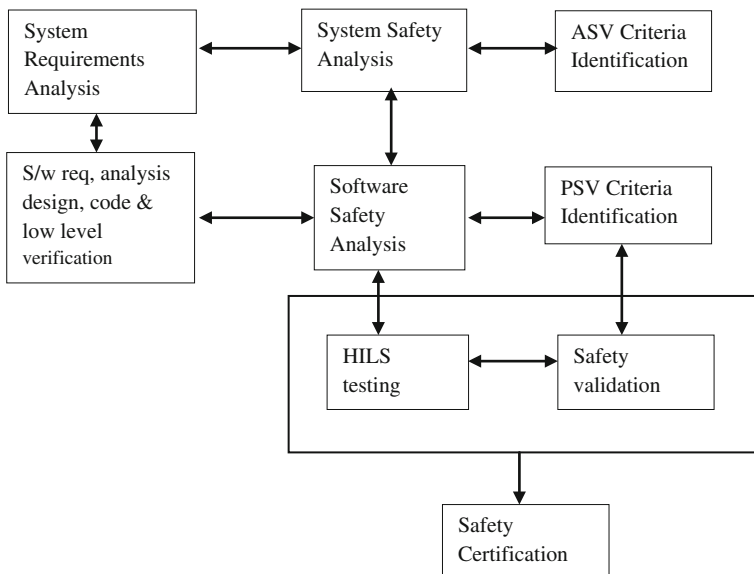 System
Requirements
Analysis
System Safety
Analysis
ASV Criteria
Identification
S/w req, analysis
design, code &
low level
verification
Software
Safety
Analysis
PSV Criteria
Identification
HILS
testing
Safety
validation
Safety
Certification